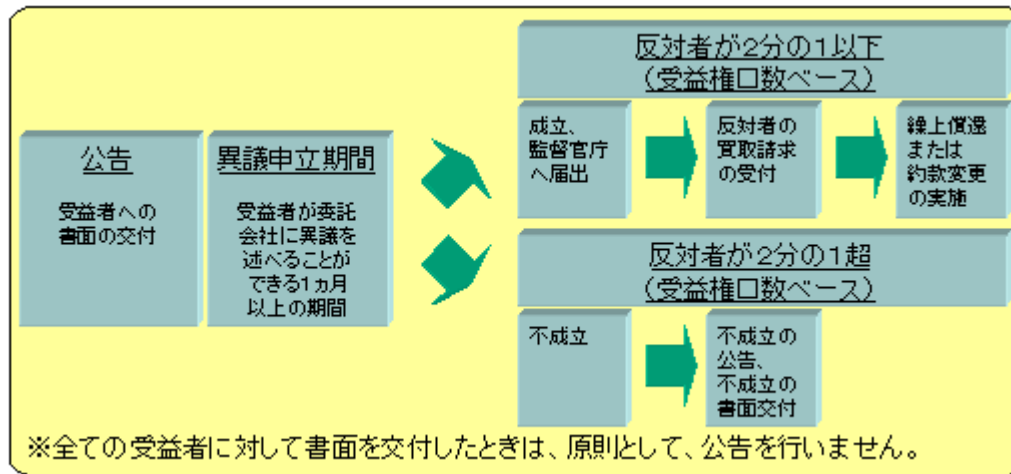 公告
受益者への
書面の交付
異議申立期間
受益者が委託
会社に異議を
述べることが
できる1ヵ月
以上の期間
反対者が2分の1以下
(受益権口数ベース)
成立、
監督官庁
へ届出
反対者の
買取請求
の受付
繰上償還
または
約款変更
の実施
反対者が2分の1超
(受益権口数ベース)
不成立
不成立の
公告、
不成立の
書面交付
※全ての受益者に対して書面を交付したときは、原則として、公告を行いません。